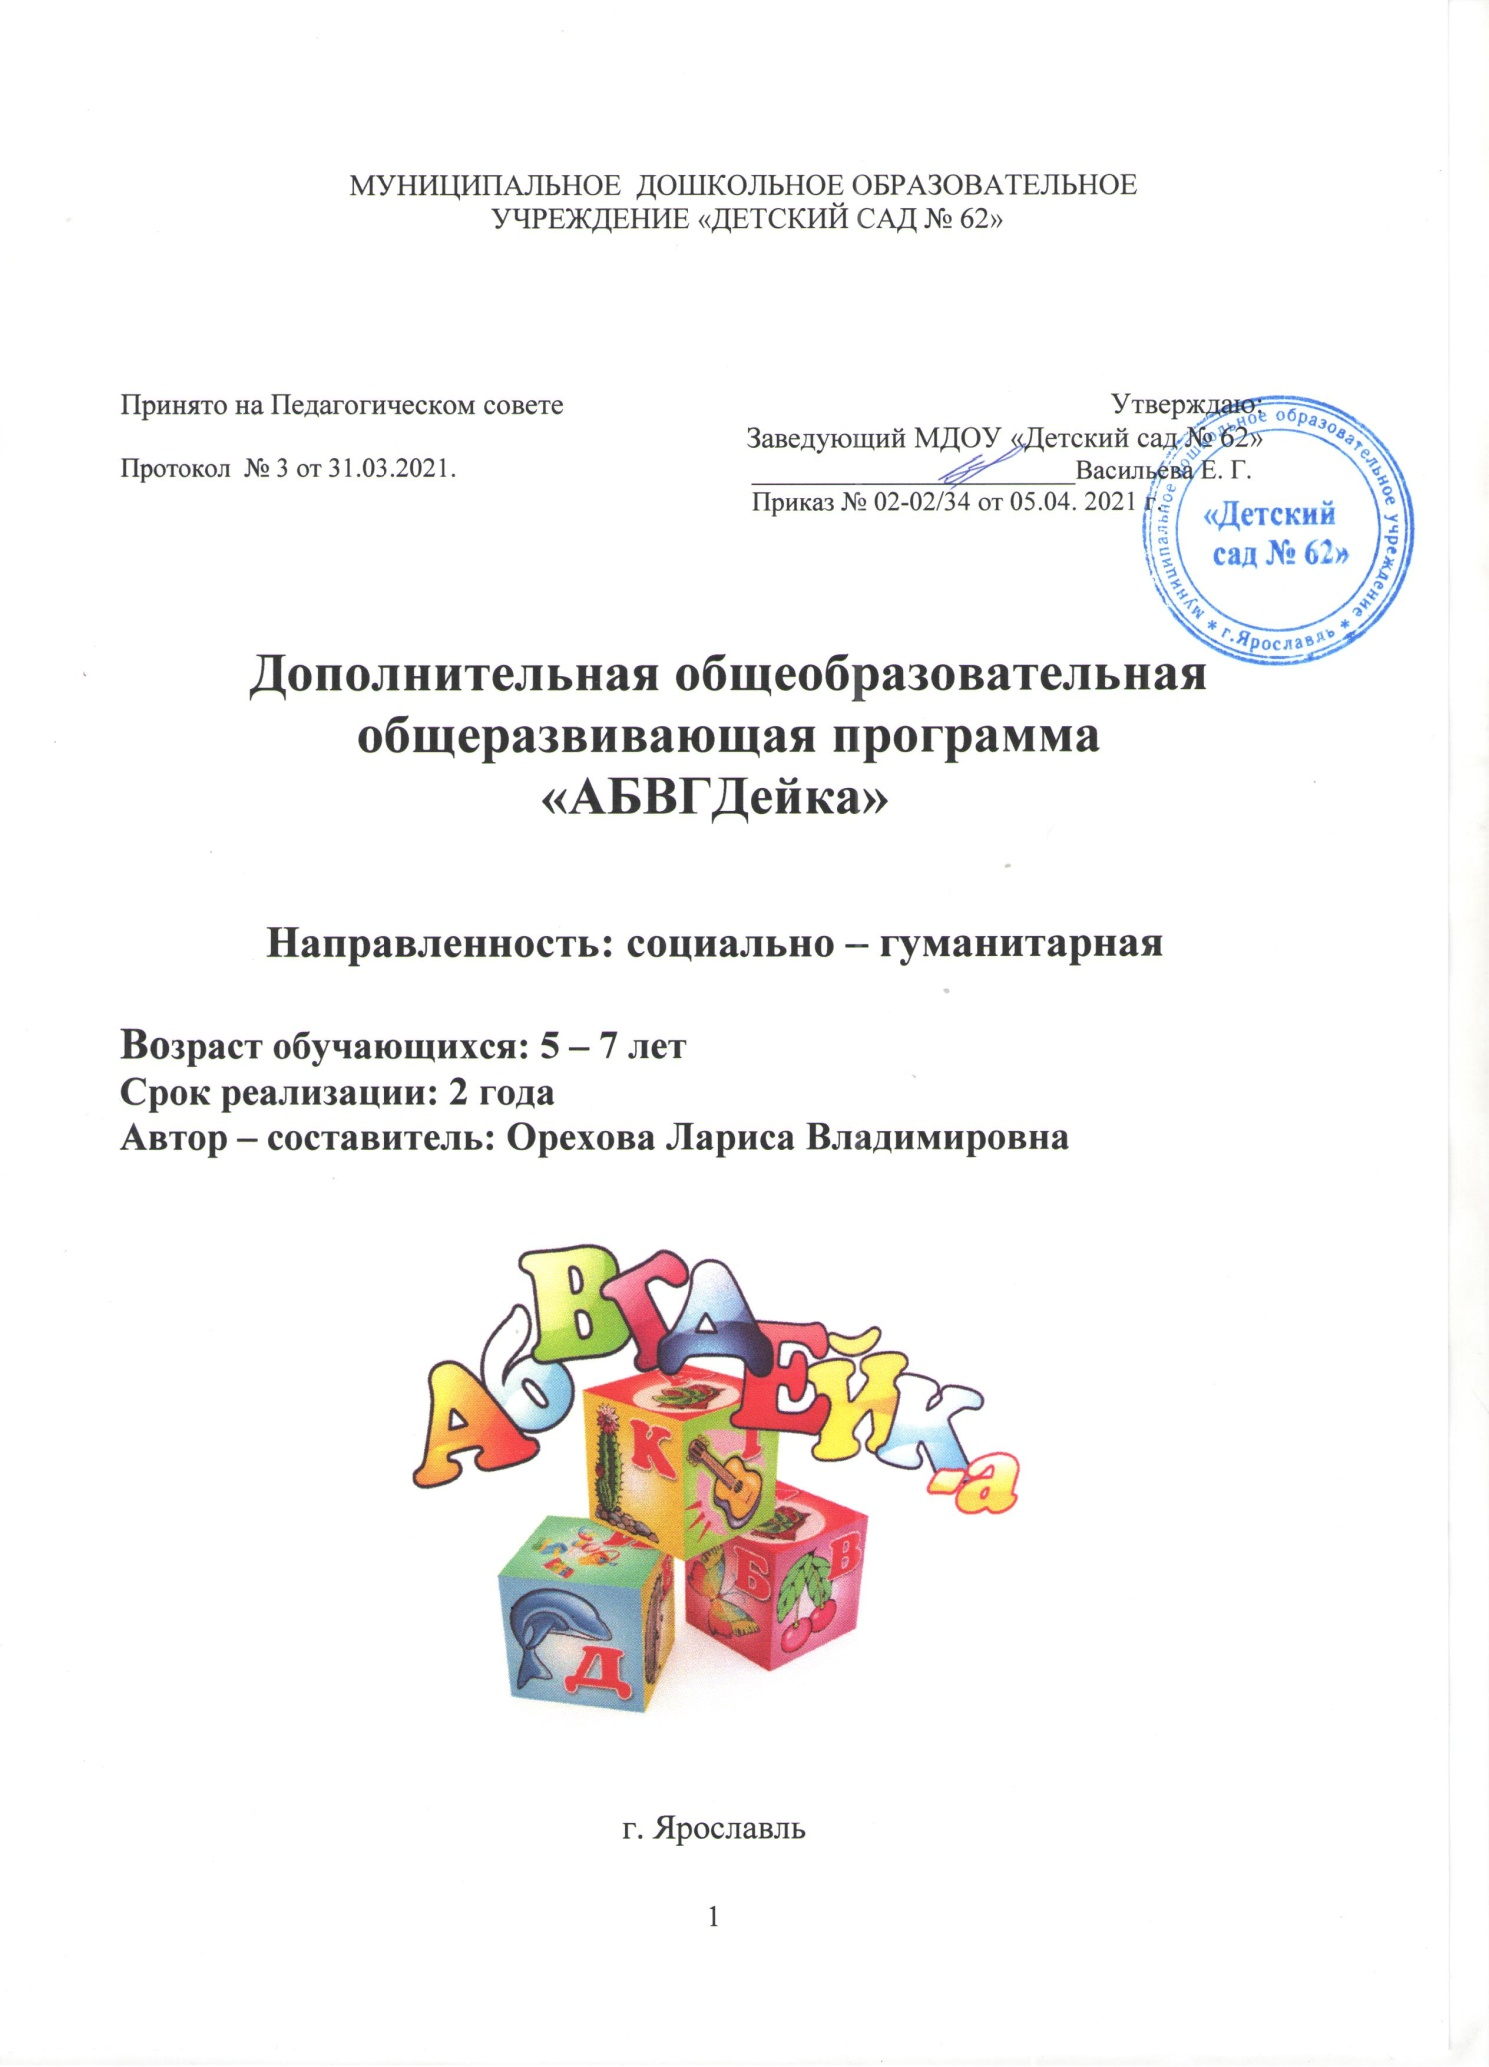 МУНИЦИПАЛЬНОЕ ДОШКОЛЬНОЕ ОБРАЗОВАТЕЛЬНОЕ
УЧРЕЖДЕНИЕ «ДЕТСКИЙ САД № 62»
Принято на Педагогическом совете
Протокол № 3 от 31.03.2021.
Утверждаю:
Заведующий МДОУ «Детский сад № 62»
Васильева Е. Г.
Приказ № 02-02/34 от 05.04. 2021 г.
муниципальное дошкольное образовательное учреждение
* г.Ярославль *
«Детский
сад № 62»
Дополнительная общеобразовательная
общеразвивающая программа
«АБВГДейка»
Направленность: социально – гуманитарная
Возраст обучающихся: 5 – 7 лет
Срок реализации: 2 года
Автор – составитель: Орехова Лариса Владимировна
АбВГДЕЙК-а
К
Г
Б
В
Д
г. Ярославль
1